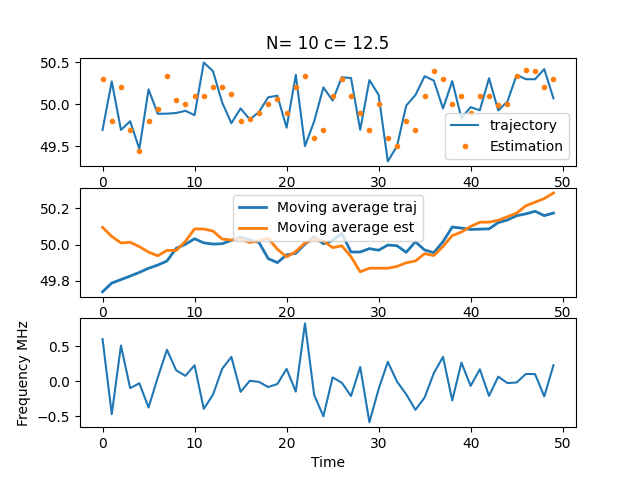 N= 10 c= 12.5
50.5
50.0
49.5
trajectory
Estimation
0 10 20 30 40 50
50.2
50.0
49.8
Moving average traj
Moving average est
0 10 20 30 40 50
Frequency MHz
0.5
0.0
−0.5
0 10 20 30 40 50
Time